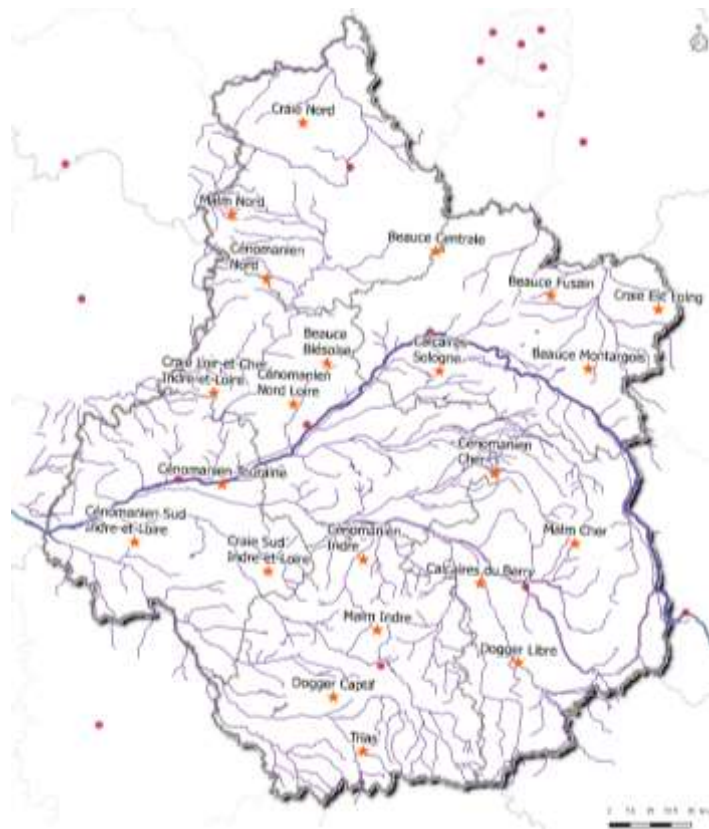 Craie Nord
Malm Nord
Beauce Centrale
Cénomanien
Nord
Beauce Fusain
Craie Est Loing
Beauce
Blésoise
Calcaires
Sologne
Beauce Montargois
Craie Loir-et-Cher
Indre-et-Loire
Cénomanien
Nord Loire
Cénomanien
Cher
Cénomanien Touraine
Cénomanien Sud
Indre-et-Loire
Craie Sud
Indre-et-Loire
Cénomanien
Indre
Malm Cher
Calcaires du Berry
Malm Indre
Dogger Libre
Dogger Captif
Trias